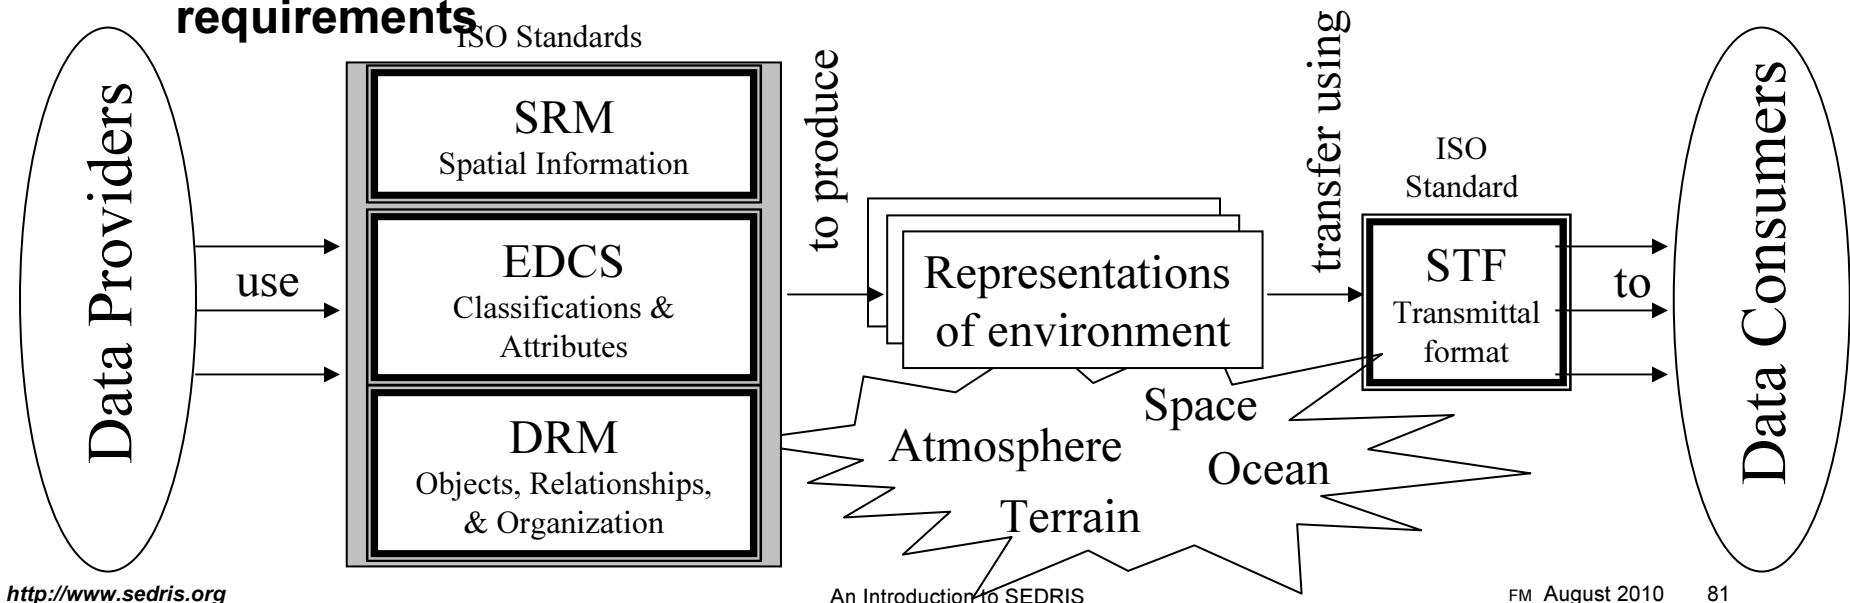 requirements
ISO Standards
Data Providers
use
SRM
Spatial Information
EDCS
Classifications &
Attributes
DRM
Objects, Relationships,
& Organization
to produce
Representations
of environment
Space
Atmosphere
Ocean
Terrain
transfer using
ISO
Standard
STF
Transmittal
format
to
Data Consumers
http://www.sedris.org
An Introduction to SEDRIS
FM August 2010 81